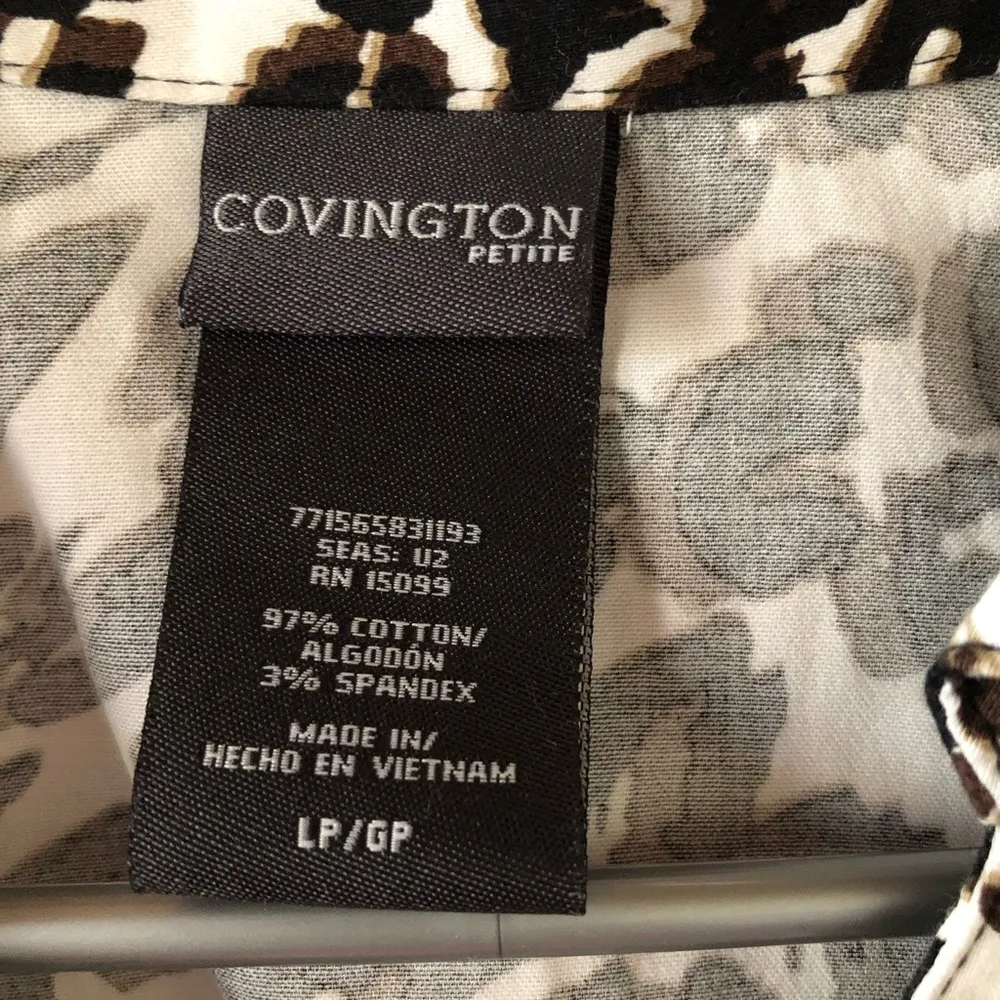 COVINGTON
PETITE
771565831193
SEAS: U2
RN 15099
97% COTTON/
ALGODÓN
3% SPANDEX
MADE IN/
HECHO EN VIETNAM
LP/GP